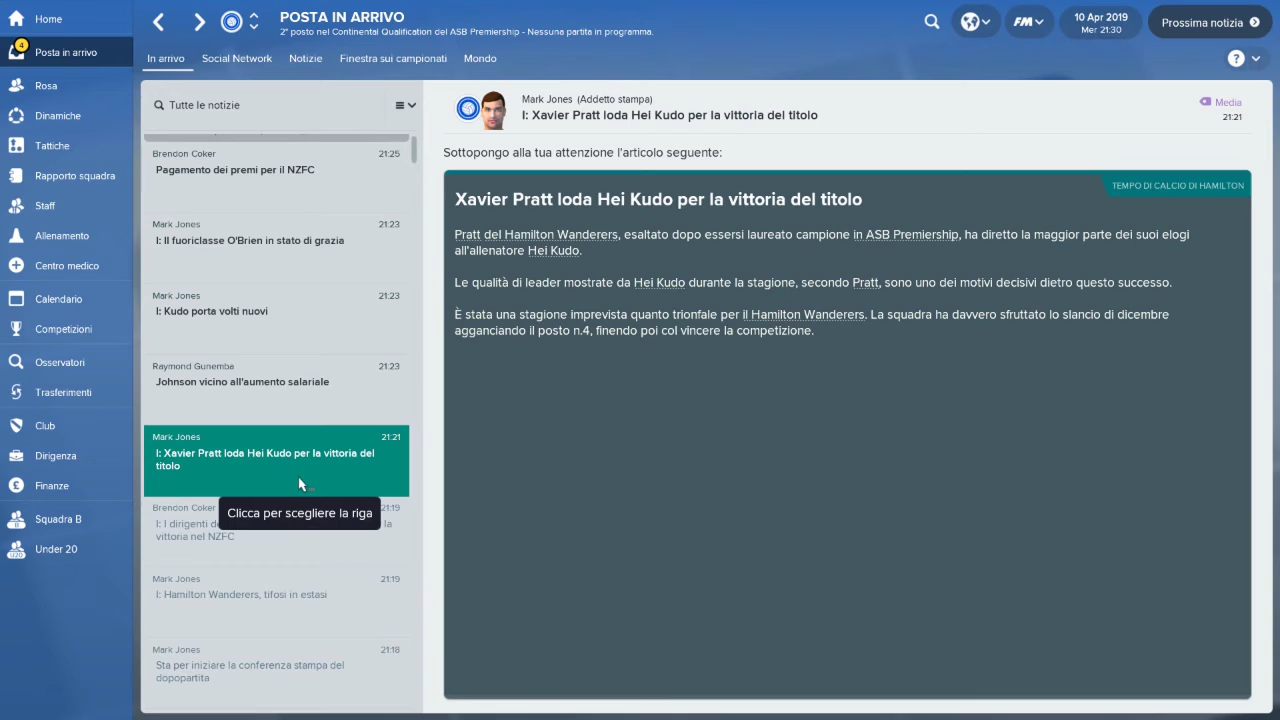 Home
4
Posta in arrivo
Rosa
Dinamiche
Tattiche
Rapporto squadra
Staff
Allenamento
Centro medico
Calendario
Competizioni
Osservatori
Trasferimenti
Club
Dirigenza
Finanze
Squadra B
Under 20
POSTA IN ARRIVO
2° posto nel Continental Qualification del ASB Premiership - Nessuna partita in programma.
FM
10 Apr 2019
Mer 21:30
Prossima notizia
In arrivo
Social Network
Notizie
Finestra sui campionati
Mondo
?
Tutte le notizie
Brendon Coker 21:25
Pagamento dei premi per il NZFC
Mark Jones 21:23
I: Il fuoriclasse O'Brien in stato di grazia
Mark Jones 21:23
I: Kudo porta volti nuovi
Raymond Gunemba 21:23
Johnson vicino all'aumento salariale
Mark Jones 21:21
I: Xavier Pratt loda Hei Kudo per la vittoria del
titolo
Clicca per scegliere la riga
Brendon Coker 21:19
I: I dirigenti la
vittoria nel NZFC
Mark Jones 21:19
I: Hamilton Wanderers, tifosi in estasi
Mark Jones 21:18
Sta per iniziare la conferenza stampa del
dopopartita
Mark Jones (Addetto stampa)
I: Xavier Pratt loda Hei Kudo per la vittoria del titolo
Media
21:21
Sottopongo alla tua attenzione l'articolo seguente:
TEMPO DI CALCIO DI HAMILTON
Xavier Pratt loda Hei Kudo per la vittoria del titolo
Pratt del Hamilton Wanderers, esaltato dopo essersi laureato campione in ASB Premiership, ha diretto la maggior parte dei suoi elogi
all'allenatore Hei Kudo.
Le qualità di leader mostrate da Hei Kudo durante la stagione, secondo Pratt, sono uno dei motivi decisivi dietro questo successo.
È stata una stagione imprevista quanto trionfale per il Hamilton Wanderers. La squadra ha davvero sfruttato lo slancio di dicembre
agganciando il posto n.4, finendo poi col vincere la competizione.